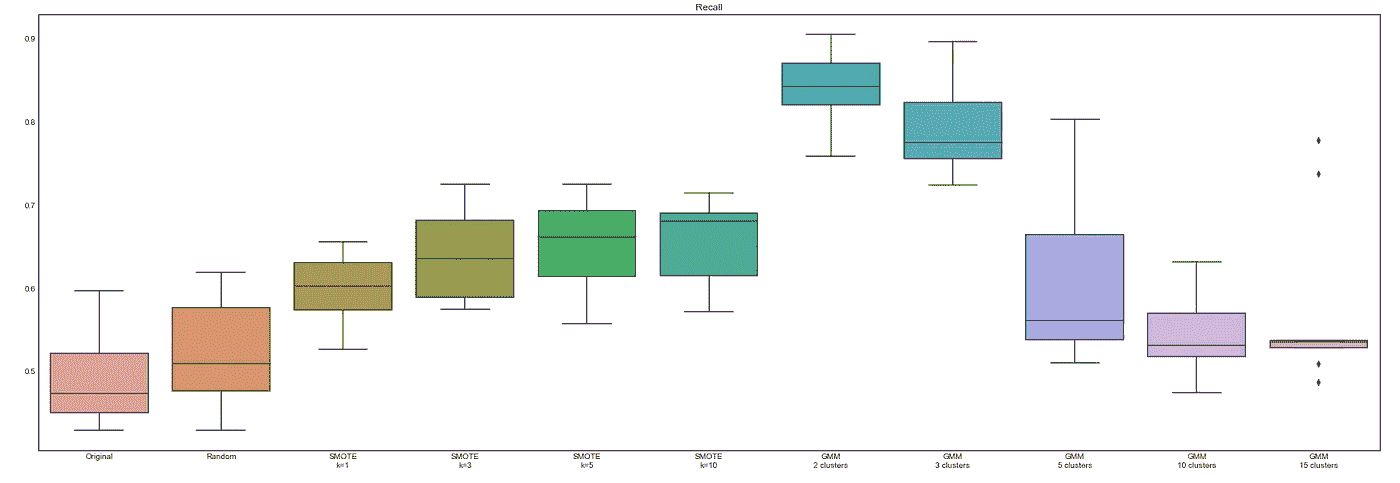 Recall
0.9
0.8
0.7
0.6
0.5
Original Random SMOTE SMOTE SMOTE SMOTE GMM GMM GMM GMM GMM
k=1 k=3 k=5 k=10 2 clusters 3 clusters 5 clusters 10 clusters 15 clusters